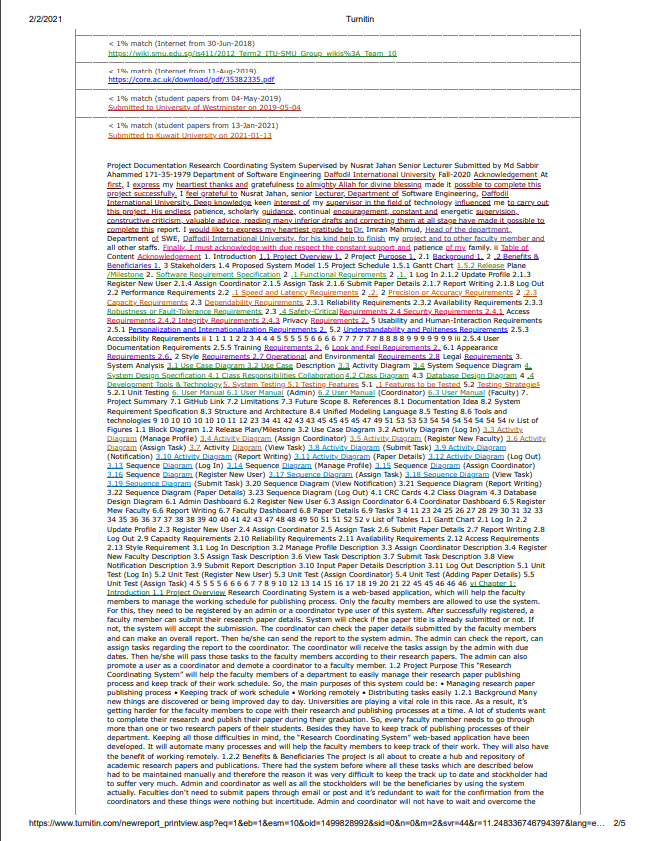 2/2/2021
Turnitin
< 1% match (Internet from 30-Jun-2018)
https://wiki.smu.edu.sg/is411/2012_Term2_ITU-SMU_Group_wikis%3A_Team_10
< 1% match (Internet from 11-Aug-2019)
https://core.ac.uk/download/pdf/35382335.pdf
< 1% match (student papers from 04-May-2019)
Submitted to University of Westminster on 2019-05-04
< 1% match (student papers from 13-Jan-2021)
Submitted to Kuwait University on 2021-01-13
Project Documentation Research Coordinating System Supervised by Nusrat Jahan Senior Lecturer Submitted by Md Sabbir
Ahammed 171-35-1979 Department of Software Engineering Daffodil International University Fall-2020 Acknowledgement At
first, I express my heartiest thanks and gratefulness to almighty Allah for divine blessing made it possible to complete this
project successfully. I feel grateful to Nusrat Jahan, senior Lecturer, Department of Software Engineering, Daffodil
International University. Deep knowledge keen interest of my supervisor in the field of technology influenced me to carry out
this project. His endless patience, scholarly guidance, continual encouragement, constant and energetic supervision,
constructive criticism, valuable advice, reading many inferior drafts and correcting them at all stage have made it possible to
complete this report. I would like to express my heartiest gratitude to Dr. Imran Mahmud, Head of the department,
Department of SWE, Daffodil International University, for his kind help to finish my project and to other faculty member and
all other staffs. Finally, I must acknowledge with due respect the constant support and patience of my family. ii Table of
Content Acknowledgement 1. Introduction 1.1 Project Overview 1. 2 Project Purpose 1 .2.1 Background 1. 2 .2 Benefits &
Beneficiaries 1. 3 Stakeholders 1.4 Proposed System Model 1.5 Project Schedule 1.5.1 Gantt Chart 1.5.2 Release Plane
/Milestone 2. Software Requirement Specification 2 .1 Functional Requirements 2 .1. 1 Log In 2.1.2 Update Profile 2.1.3
Register New User 2.1.4 Assign Coordinator 2.1.5 Assign Task 2.1.6 Submit Paper Details 2.1.7 Report Writing 2.1.8 Log Out
2.2 Performance Requirements 2.2 .1 Speed and Latency Requirements 2 .2. 2 Precision or Accuracy Requirements 2 .2.3
Capacity Requirements 2.3 Dependability Requirements 2.3.1 Reliability Requirements 2.3.2 Availability Requirements 2.3.3
Robustness or Fault-Tolerance Requirements 2.3 .4 Safety-Critical Requirements 2.4 Security Requirements 2.4.1 Access
Requirements 2.4.2 Integrity Requirements 2.4.3 Privacy Requirements 2. 5 Usability and Human-Interaction Requirements
2.5.1 Personalization and Internationalization Requirements 2. 5.2 Understandability and Politeness Requirements 2.5.3
Accessibility Requirements ii 1 1 1 1 2 2 3 4 4 5 5 5 5 5 6 6 6 7 7 7 7 7 8 8 8 9 9 9 9 9 9 iii 2.5.4 User
Documentation Requirements 2.5.5 Training Requirements 2. 6 Look and Feel Requirements 2. 6.1 Appearance
Requirements 2.6. 2 Style Requirements 2.7 Operational and Environmental Requirements 2.8 Legal Requirements 3.
System Analysis 3.1 Use Case Diagram 3.2 Use Case Description 3.3 Activity Diagram 3.4 System Sequence Diagram 4.
System Design Specification 4.1 Class Responsibilities Collaboration 4.2 Class Diagram 4.3 Database Design Diagram 4 .4
Development Tools & Technology 5. System Testing 5.1 Testing Features 5.1 .1 Features to be Tested 5.2 Testing Strategies
5.2.1 Unit Testing 6. User Manual 6.1 User Manual (Admin) 6.2 User Manual (Coordinator) 6.3 User Manual (Faculty) 7.
Project Summary 7.1 GitHub Link 7.2 Limitations 7.3 Future Scope 8. References 8.1 Documentation Idea 8.2 System
Requirement Specification 8.3 Structure and Architecture 8.4 Unified Modeling Language 8.5 Testing 8.6 Tools and
technologies 9 10 10 10 10 10 11 12 23 34 41 42 43 45 45 45 45 47 49 51 53 53 53 54 54 54 54 54 54 iv List of
Figures 1.1 Block Diagram 1.2 Release Plan/Milestone 3.2 Use Case Diagram 3.2 Activity Diagram (Log In) 3.3 Activity
Diagram (Manage Profile) 3.4 Activity Diagram (Assign Coordinator) 3.5 Activity Diagram (Register New Faculty) 3.6 Activity
Diagram (Assign Task) 3.7 Activity Diagram (View Task) 3.8 Activity Diagram (Submit Task) 3.9 Activity Diagram
(Notification) 3.10 Activity Diagram (Report Writing) 3.11 Activity Diagram (Paper Details) 3.12 Activity Diagram (Log Out)
3.13 Sequence Diagram (Log In) 3.14 Sequence Diagram (Manage Profile) 3.15 Sequence Diagram (Assign Coordinator)
3.16 Sequence Diagram (Register New User) 3.17 Sequence Diagram (Assign Task) 3.18 Sequence Diagram (View Task)
3.19 Sequence Diagram (Submit Task) 3.20 Sequence Diagram (View Notification) 3.21 Sequence Diagram (Report Writing)
3.22 Sequence Diagram (Paper Details) 3.23 Sequence Diagram (Log Out) 4.1 CRC Cards 4.2 Class Diagram 4.3 Database
Design Diagram 6.1 Admin Dashboard 6.2 Register New User 6.3 Assign Coordinator 6.4 Coordinator Dashboard 6.5 Register
Mew Faculty 6.6 Report Writing 6.7 Faculty Dashboard 6.8 Paper Details 6.9 Tasks 3 4 11 23 24 25 26 27 28 29 30 31 32 33
34 35 36 36 37 37 38 38 39 40 40 41 42 43 47 48 48 49 50 51 51 52 52 v List of Tables 1.1 Gantt Chart 2.1 Log In 2.2
Update Profile 2.3 Register New User 2.4 Assign Coordinator 2.5 Assign Task 2.6 Submit Paper Details 2.7 Report Writing 2.8
Log Out 2.9 Capacity Requirements 2.10 Reliability Requirements 2.11 Availability Requirements 2.12 Access Requirements
2.13 Style Requirement 3.1 Log In Description 3.2 Manage Profile Description 3.3 Assign Coordinator Description 3.4 Register
New Faculty Description 3.5 Assign Task Description 3.6 View Task Description 3.7 Submit Task Description 3.8 View
Notification Description 3.9 Submit Report Description 3.10 Input Paper Details Description 3.11 Log Out Description 5.1 Unit
Test (Log In) 5.2 Unit Test (Register New User) 5.3 Unit Test (Assign Coordinator) 5.4 Unit Test (Adding Paper Details) 5.5
Unit Test (Assign Task) 4 5 5 5 5 6 6 6 7 7 8 9 10 12 13 14 15 16 17 18 19 20 21 22 45 45 46 46 46 vi Chapter 1:
Introduction 1.1 Project Overview Research Coordinating System is a web-based application, which will help the faculty
members to manage the working schedule for publishing process. Only the faculty members are allowed to use the system.
For this, they need to be registered by an admin or a coordinator type user of this system. After successfully registered, a
faculty member can submit their research paper details. System will check if the paper title is already submitted or not. If
not, the system will accept the submission. The coordinator can check the paper details submitted by the faculty members
and can make an overall report. Then he/she can send the report to the system admin. The admin can check the report, can
assign tasks regarding the report to the coordinator. The coordinator will receive the tasks assign by the admin with due
dates. Then he/she will pass those tasks to the faculty members according to their research papers. The admin can also
promote a user as a coordinator and demote a coordinator to a faculty member. 1.2 Project Purpose This "Research
Coordinating System" will help the faculty members of a department to easily manage their research paper publishing
process and keep track of their work schedule. So, the main purposes of this system could be: • Managing research paper
publishing process • Keeping track of work schedule • Working remotely • Distributing tasks easily 1.2.1 Background Many
new things are discovered or being improved day to day. Universities are playing a vital role in this race. As a result, it's
getting harder for the faculty members to cope with their research and publishing processes at a time. A lot of students want
to complete their research and publish their paper during their graduation. So, every faculty member needs to go through
more than one or two research papers of their students. Besides they have to keep track of publishing processes of their
department. Keeping all those difficulties in mind, the "Research Coordinating System" web-based application have been
developed. It will automate many processes and will help the faculty members to keep track of their work. They will also have
the benefit of working remotely. 1.2.2 Benefits & Beneficiaries The project is all about to create a hub and repository of
academic research papers and publications. There had the system before where all these tasks which are described below
had to be maintained manually and therefore the reason it was very difficult to keep the track up to date and stockholder had
to suffer very much. Admin and coordinator as well as all the stockholders will be the beneficiaries by using the system
actually. Faculties don't need to submit papers through email or post and it's redundant to wait for the confirmation from the
coordinators and these things were nothing but incertitude. Admin and coordinator will not have to wait and overcome the
https://www.turnitin.com/newreport_printview.asp?eq=1&eb=1&esm=10&oid=1499828992&sid=0&n=0&m=2&svr=44&r=11.248336746794397&lang=e…
2/5